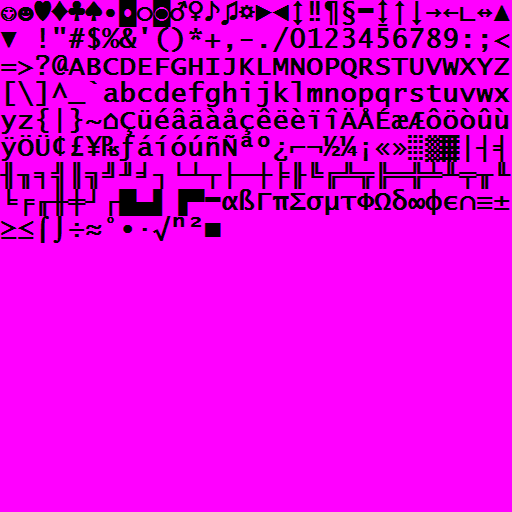 ☺☻♥♦♣♠•◘○◙♂♀♪♫☼►◄↕‼¶§▬↨↑↓→←∟↔▲
▼ !"#$%&'()*+,-./0123456789:;<
=>?@ABCDEFGHIJKLMNOPQRSTUVWXYZ
[\]^_`abcdefghijklmnopqrstuvwx
yz{|}~⌂ÇüéâäàåçêëèïîÄÅÉæÆôöòûù
ÿÖÜ¢£¥₧ƒáíóúñÑªº¿⌐¬½¼¡«»░▒▓│┤╡
╢╖╕╣║╗╝╜╛┐└┴┬├─┼╞╟╚╔╩╦╠═╬╧╨╤╥╙
╘╒╓╫╪┘┌█▄▌▐▀αßΓπΣσµτΦΘΩδ∞φε∩≡±
≥≤⌠⌡÷≈°∙·√ⁿ²■